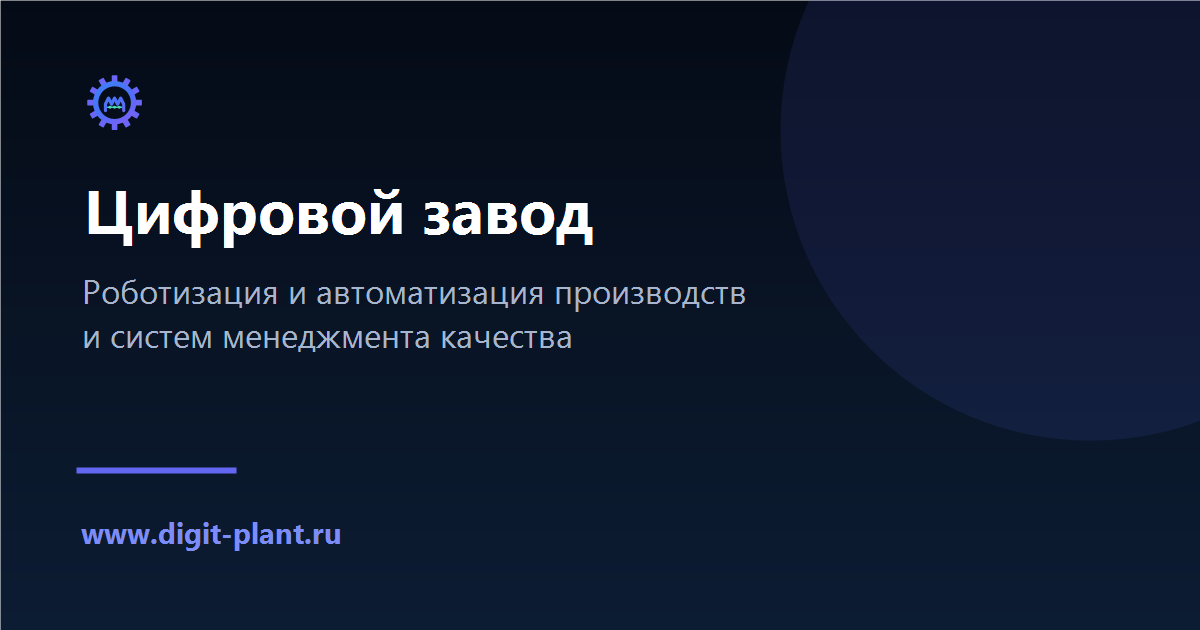 Цифровой завод
Роботизация и автоматизация производств
и систем менеджмента качества
www.digit-plant.ru